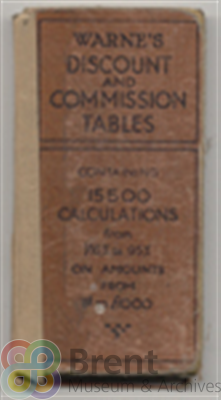 WARNE'S
DISCOUNT
AND
COMMISSION
TABLES
CONTAINING
15500
CALCULATIONS
from
ON AMOUNTS
FROM
Brent
Museum & Archives